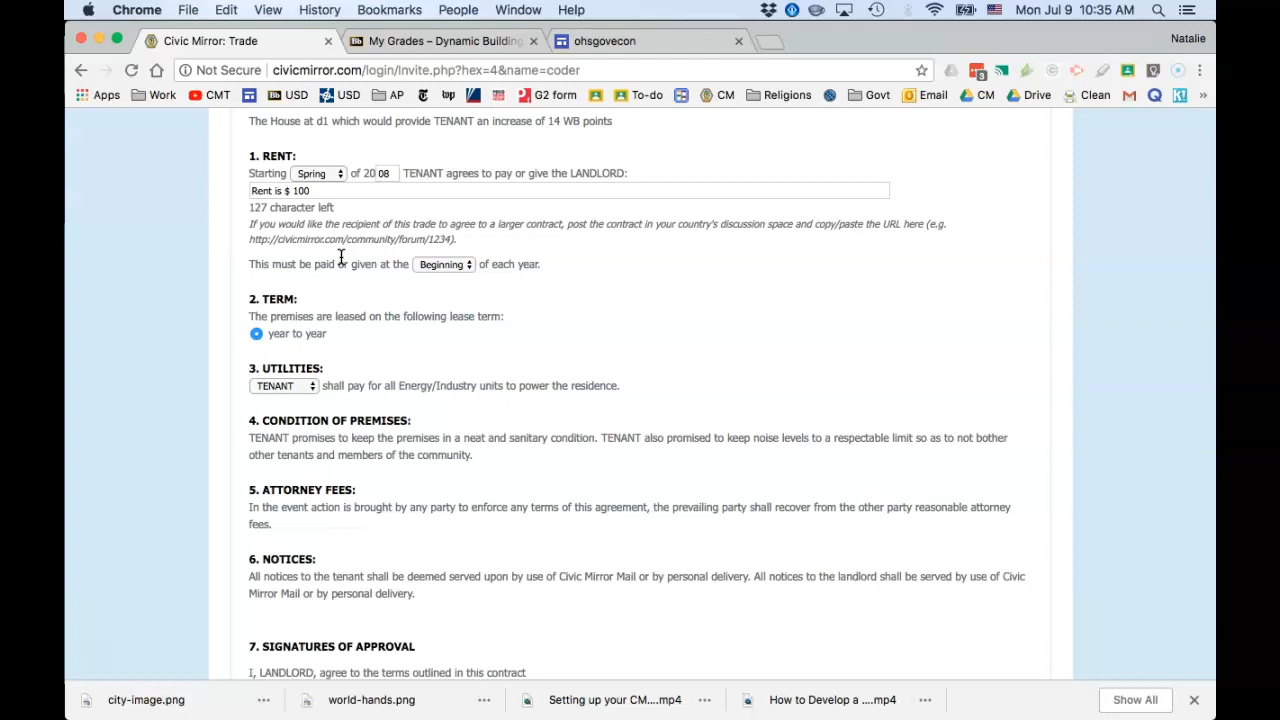 Chrome File Edit View History Bookmarks People Window Help Mon Jul 9 10:35 AM
Civic Mirror: Trade My Grades – Dynamic Building ohsgovecon Natalie
Not Secure civicmirror.com/login/Invite.php?hex=4&name=coder 3
Apps Work CMT USD USD AP G2 form To-do CM Religions Govt Email CM Drive Clean »
The House at d1 which would provide TENANT an increase of 14 WB points
1. RENT:
Starting Spring of 20 08 TENANT agrees to pay or give the LANDLORD:
Rent is $ 100
127 character left
If you would like the recipient of this trade to agree to a larger contract, post the contract in your country's discussion space and copy/paste the URL here (e.g.
http://civicmirror.com/community/forum/1234).
This must be paid or given at the Beginning of each year.
2. TERM:
The premises are leased on the following lease term:
year to year
3. UTILITIES:
TENANT shall pay for all Energy/Industry units to power the residence.
4. CONDITION OF PREMISES:
TENANT promises to keep the premises in a neat and sanitary condition. TENANT also promised to keep noise levels to a respectable limit so as to not bother
other tenants and members of the community.
5. ATTORNEY FEES:
In the event action is brought by any party to enforce any terms of this agreement, the prevailing party shall recover from the other party reasonable attorney
fees.
6. NOTICES:
All notices to the tenant shall be deemed served upon by use of Civic Mirror Mail or by personal delivery. All notices to the landlord shall be served by use of Civic
Mirror Mail or by personal delivery.
7. SIGNATURES OF APPROVAL
I, LANDLORD, agree to the terms outlined in this contract
city-image.png world-hands.png Setting up your CM....mp4 How to Develop a ....mp4 Show All